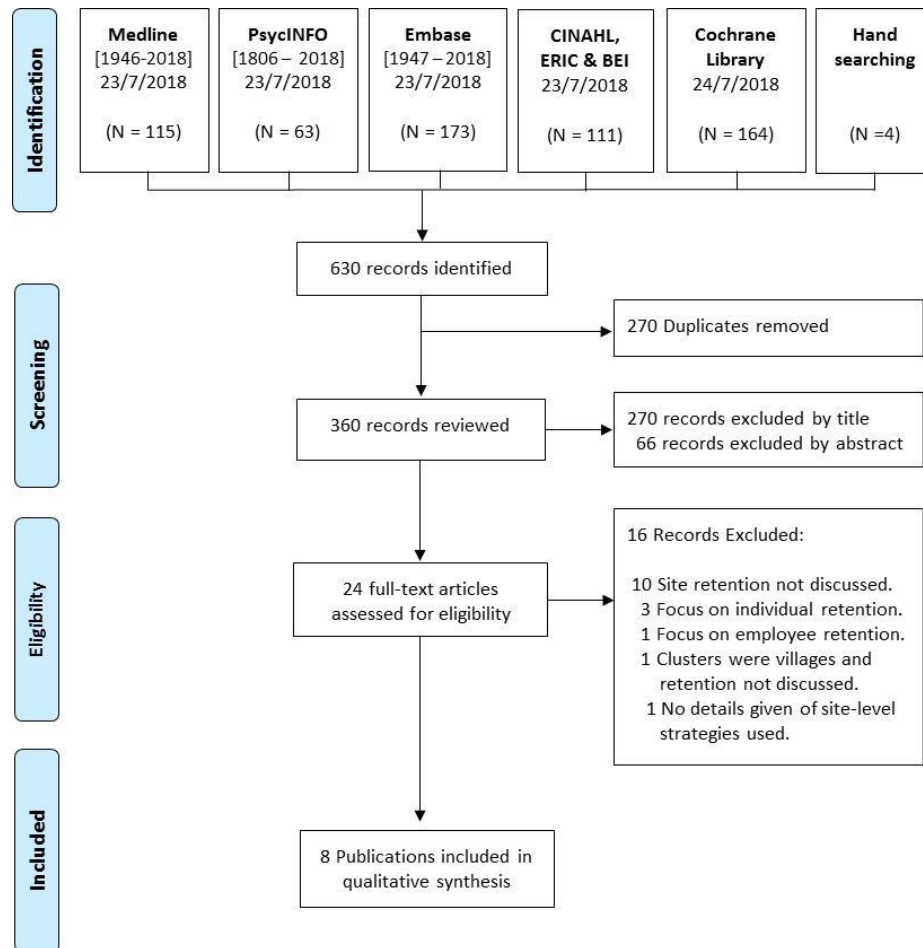 Identification
Medline
[1946-2018]
23/7/2018
(N = 115)
PsycINFO
[1806 – 2018]
23/7/2018
(N = 63)
Embase
[1947 – 2018]
23/7/2018
(N = 173)
CINAHL,
ERIC & BEI
23/7/2018
(N = 111)
Cochrane
Library
24/7/2018
(N = 164)
Hand
searching
(N =4)
630 records identified
Screening
270 Duplicates removed
360 records reviewed
270 records excluded by title
66 records excluded by abstract
Eligibility
24 full-text articles
assessed for eligibility
16 Records Excluded:
10 Site retention not discussed.
3 Focus on individual retention.
1 Focus on employee retention.
1 Clusters were villages and
retention not discussed.
1 No details given of site-level
strategies used.
Included
8 Publications included in
qualitative synthesis